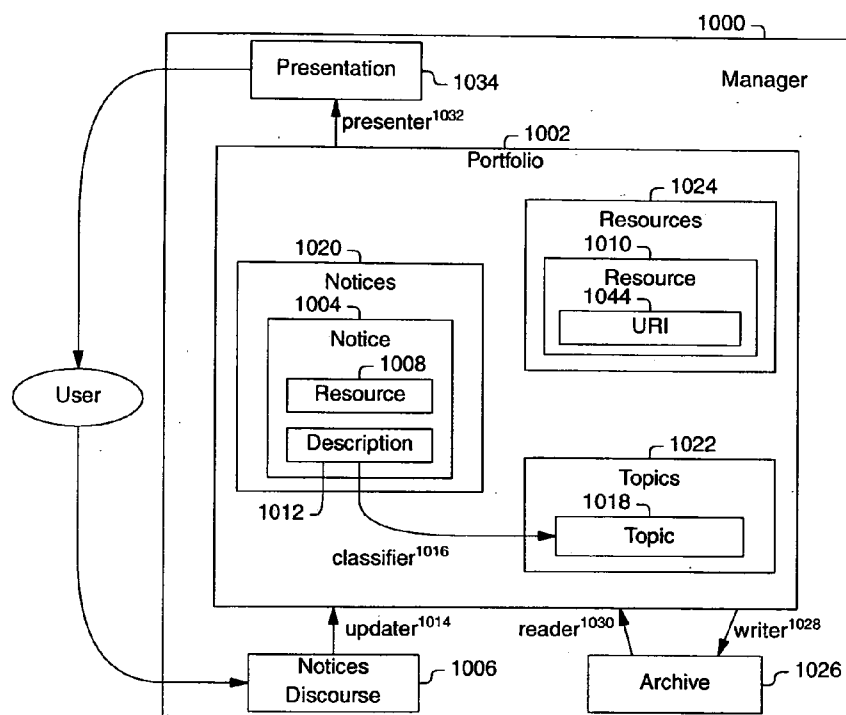 1000
Presentation
1034
Manager
presenter1032
1002
Portfolio
1024
Resources
1020
1010
Notices
Resource
1004
1044
Notice
URI
1008
Resource
User
Description
1022
Topics
1012
1018
Topic
classifier1016
updater1014
reader1030
writer1028
Notices
Discourse
1006
Archive
1026